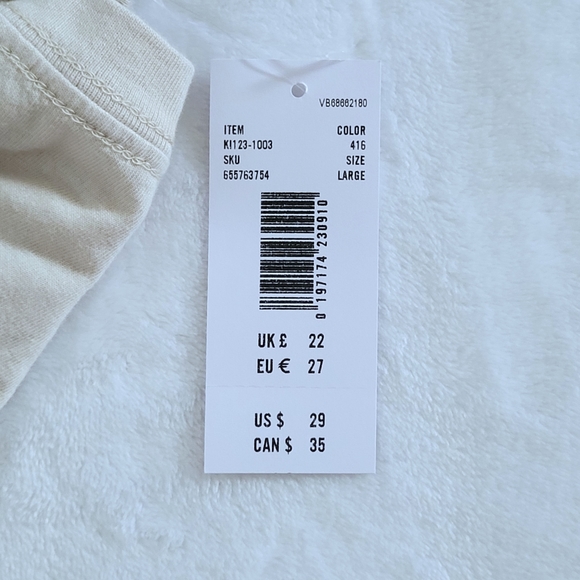 VB68662180
ITEM COLOR
KI123-1003 416
SKU SIZE
655763754 LARGE
0 197174 230910
UK £ 22
EU € 27
US $ 29
CAN $ 35